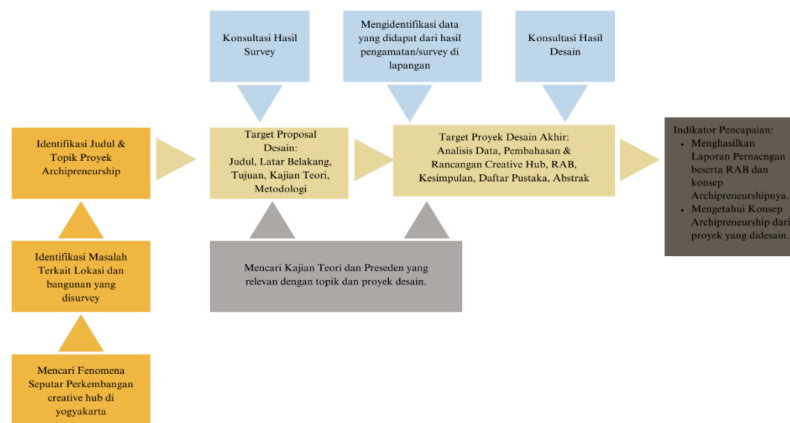 Konsultasi Hasil
Survey
Mengidentifikasi data
yang didapat dari hasil
pengamatan/survey di
lapangan
Konsultasi Hasil
Desain
Identifikasi Judul &
Topik Proyek
Archipreneurship
Target Proposal
Desain:
Judul, Latar Belakang,
Tujuan, Kajian Teori,
Metodologi
Target Proyek Desain Akhir:
Analisis Data, Pembahasan &
Rancangan Creative Hub, RAB,
Kesimpulan, Daftar Pustaka, Abstrak
Indikator Pencapaian:
• Menghasilkan
Laporan Pernacngan
beserta RAB dan
konsep
Archipreneurshipnya.
• Mengetahui Konsep
Archipreneurship dari
proyek yang didesain.
Identifikasi Masalah
Terkait Lokasi dan
bangunan yang
disurvey
Mencari Kajian Teori dan Preseden yang
relevan dengan topik dan proyek desain.
Mencari Fenomena
Seputar Perkembangan
creative hub di
yogyakarta